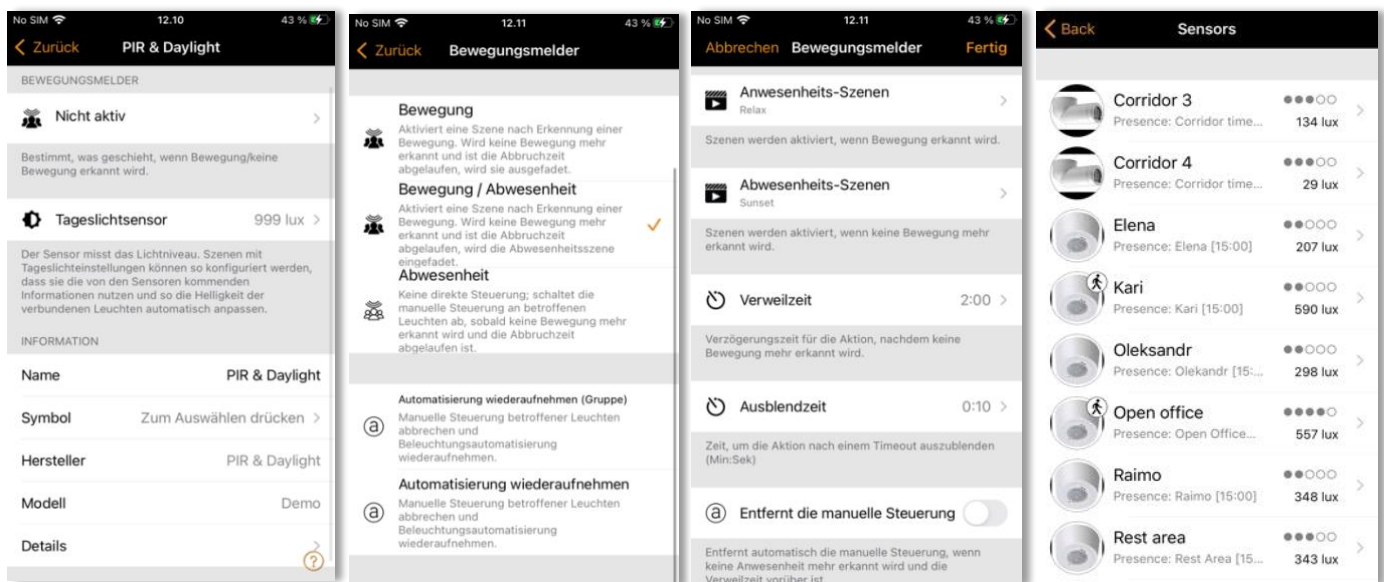 No SIM 12.10 43 %
Zurück PIR & Daylight
BEWEGUNGSMELDER
Nicht aktiv
Bestimmt, was geschieht, wenn Bewegung/keine
Bewegung erkannt wird.
Tageslichtsensor 999 lux
Der Sensor misst das Lichtniveau. Szenen mit
Tageslichteinstellungen können so konfiguriert werden,
dass sie die von den Sensoren kommenden
Informationen nutzen und so die Helligkeit der
verbundenen Leuchten automatisch anpassen.
INFORMATION
Name PIR & Daylight
Symbol Zum Auswählen drücken
Hersteller PIR & Daylight
Modell Demo
Details
?
No SIM 12.11 43 %
Zurück Bewegungsmelder
Bewegung
Aktiviert eine Szene nach Erkennung einer
Bewegung. Wird keine Bewegung mehr
erkannt und ist die Abbruchzeit
abgelaufen, wird sie ausgefadet.
Bewegung / Abwesenheit
Aktiviert eine Szene nach Erkennung einer
Bewegung. Wird keine Bewegung mehr
erkannt und ist die Abbruchzeit
abgelaufen, wird die Abwesenheitsszene
eingefadet.
Abwesenheit
Keine direkte Steuerung; schaltet die
manuelle Steuerung an betroffenen
Leuchten ab, sobald keine Bewegung mehr
erkannt wird und die Abbruchzeit
abgelaufen ist.
Automatisierung wiederaufnehmen (Gruppe)
a Manuelle Steuerung betroffener Leuchten
abbrechen und
Beleuchtungsautomatisierung
wiederaufnehmen.
Automatisierung wiederaufnehmen
a Manuelle Steuerung betroffener Leuchten
abbrechen und
Beleuchtungsautomatisierung
wiederaufnehmen.
No SIM 12.11 43 %
Abbrechen Bewegungsmelder Fertig
Anwesenheits-Szenen
Relax
Szenen werden aktiviert, wenn Bewegung erkannt wird.
Abwesenheits-Szenen
Sunset
Szenen werden aktiviert, wenn keine Bewegung mehr
erkannt wird.
Verweilzeit 2:00
Verzögerungszeit für die Aktion, nachdem keine
Bewegung mehr erkannt wird.
Ausblendzeit 0:10
Zeit, um die Aktion nach einem Timeout auszublenden
(Min:Sek)
a Entfernt die manuelle Steuerung
Entfernt automatisch die manuelle Steuerung, wenn
keine Anwesenheit mehr erkannt wird und die
Verweilzeit vorüber ist
Back Sensors
Corridor 3
Presence: Corridor time... 134 lux
Corridor 4
Presence: Corridor time... 29 lux
Elena
Presence: Elena [15:00] 207 lux
Kari
Presence: Kari [15:00] 590 lux
Oleksandr
Presence: Olekandr [15:... 298 lux
Open office
Presence: Open Office... 557 lux
Raimo
Presence: Raimo [15:00] 348 lux
Rest area
Presence: Rest Area [15... 343 lux